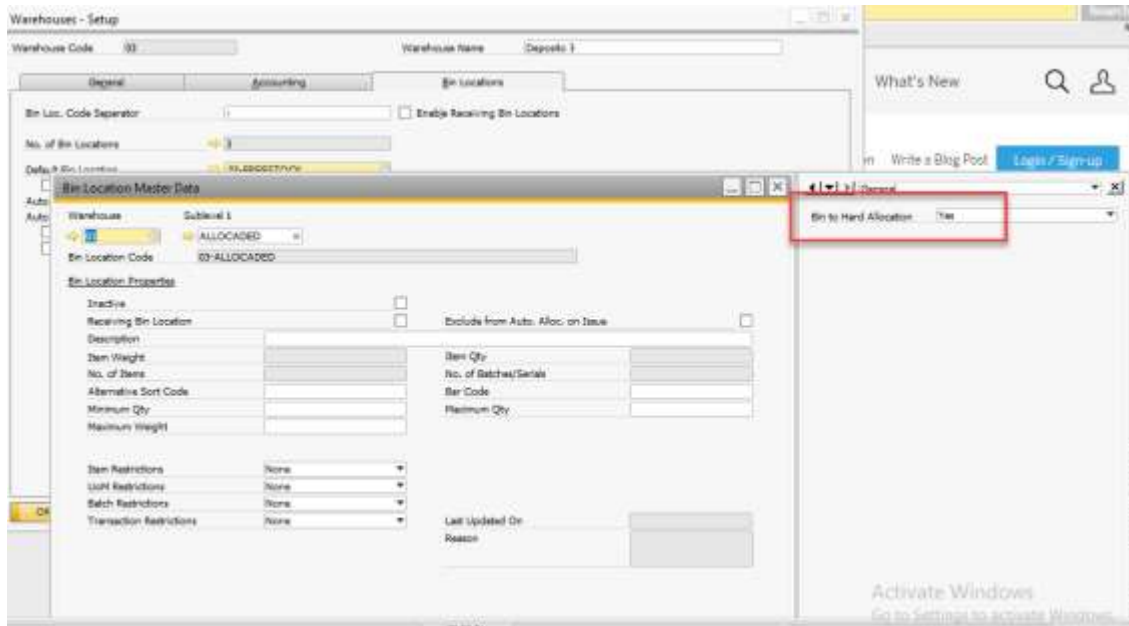 Warehouses - Setup
Warehouse Code 03 Warehouse Name Deposito 3
General Accounting Bin Locations
What's New
Bin Loc. Code Separator - Enable Receiving Bin Locations
No. of Bin Locations 3
Write a Blog Post Login / Sign-up
Default Bin Location
Bin Location Master Data
General
Auto
Auto
Warehouse Sublevel 1
Bin to Hard Allocation Yes
03 ALLOCADED
Bin Location Code 03-ALLOCADED
Bin Location Properties
Inactive
Receiving Bin Location Exclude from Auto. Alloc. on Issue
Description
Item Weight Item Qty
No. of Items No. of Batches/Serials
Alternative Sort Code Bar Code
Minimum Qty Maximum Qty
Maximum Weight
Item Restrictions None
UoM Restrictions None
Batch Restrictions None
Transaction Restrictions None Last Updated On
Reason
Activate Windows
Go to Settings to activate Windows.